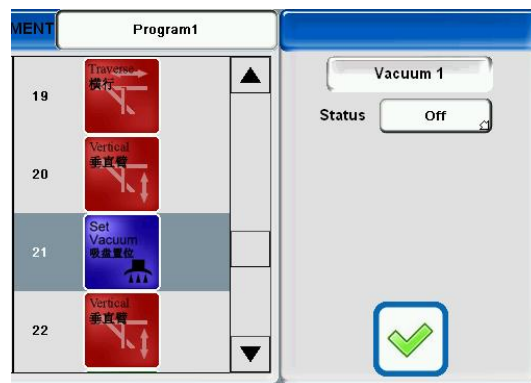 MENT
Program1
19
Traverse
横行
20
Vertical
垂直臂
21
Set
Vacuum
吸盘置位
22
Vertical
垂直臂
Vacuum 1
Status Off